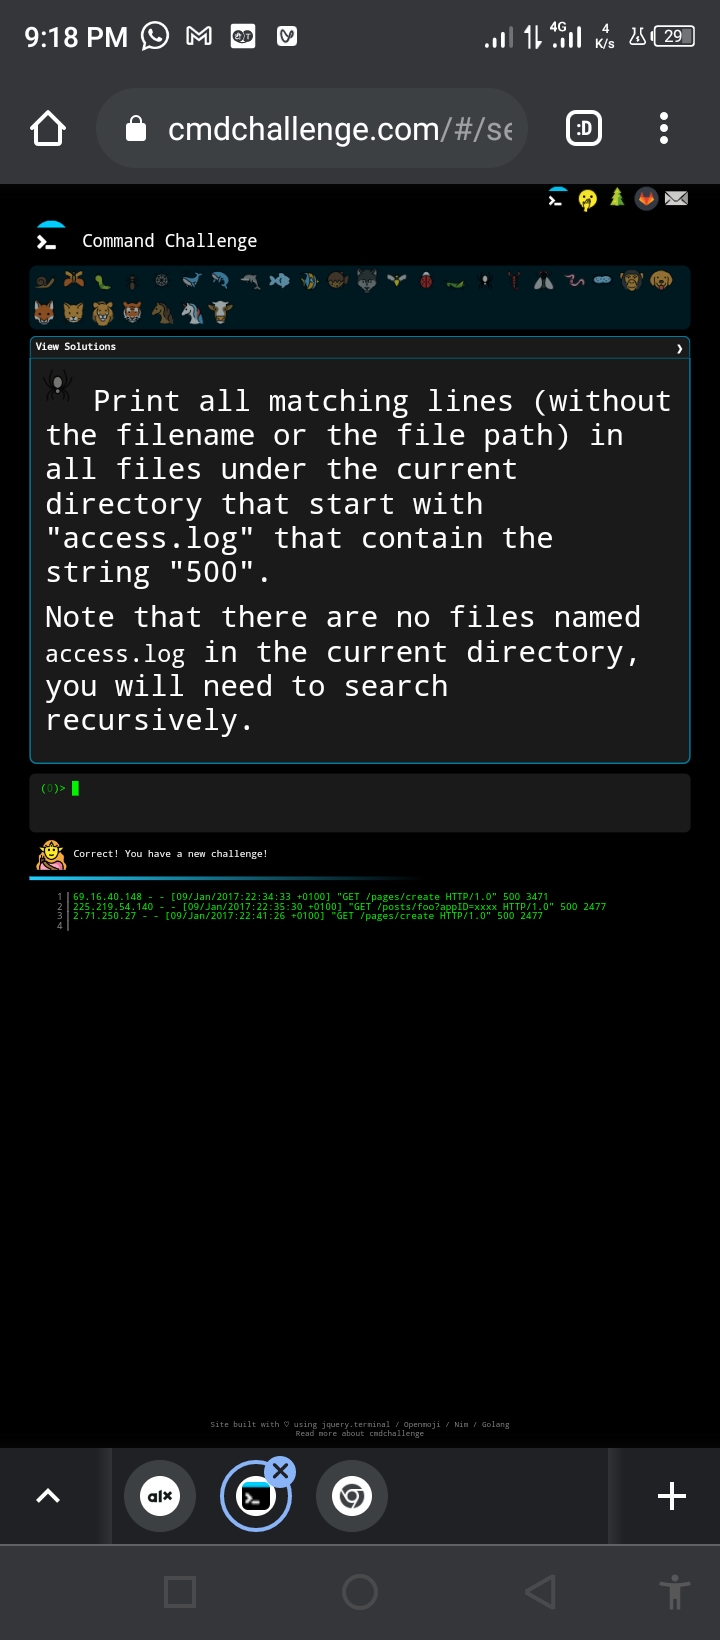 9:18 PM
4G
4
K/s
29
cmdchallenge.com/#/se
:D
Command Challenge
View Solutions
Print all matching lines (without
the filename or the file path) in
all files under the current
directory that start with
"access.log" that contain the
string "500".
Note that there are no files named
access.log in the current directory,
you will need to search
recursively.
(0)>
Correct! You have a new challenge!
1 69.16.40.148 - - [09/Jan/2017:22:34:33 +0100] "GET /pages/create HTTP/1.0" 500 3471
2 225.219.54.140 - - [09/Jan/2017:22:35:30 +0100] "GET /posts/foo?appID=xxxx HTTP/1.0" 500 2477
3 2.71.250.27 - - [09/Jan/2017:22:41:26 +0100] "GET /pages/create HTTP/1.0" 500 2477
4
Site built with ♡ using jquery.terminal / Openmoji / Nim / Golang
Read more about cmdchallenge
alx